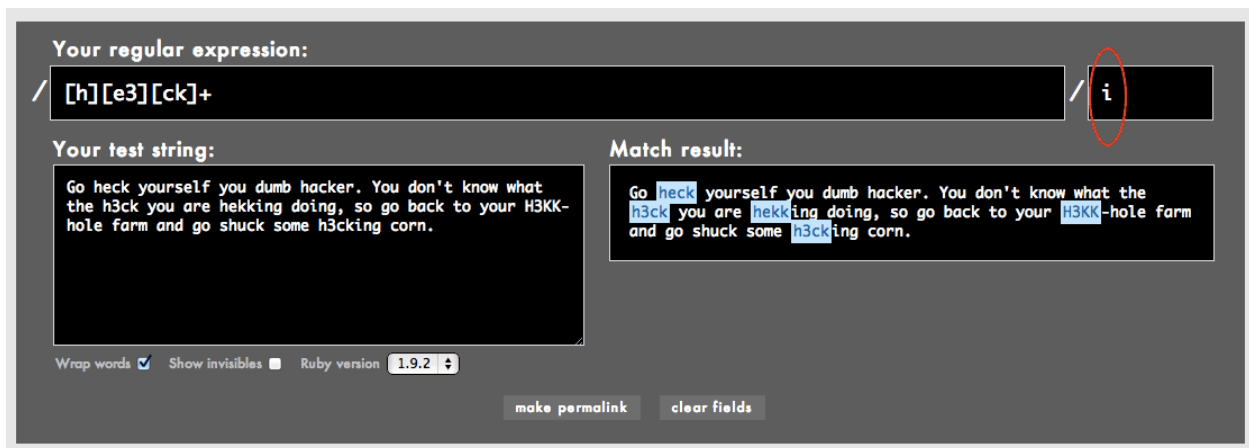 Your regular expression:
/ [h][e3][ck]+ / i
Your test string:
Go heck yourself you dumb hacker. You don't know what
the h3ck you are hekking doing, so go back to your H3KK-
hole farm and go shuck some h3cking corn.
Match result:
Go heck yourself you dumb hacker. You don't know what the
h3ck you are hekking doing, so go back to your H3KK-hole farm
and go shuck some h3cking corn.
Wrap words Show invisibles Ruby version 1.9.2
make permalink clear fields